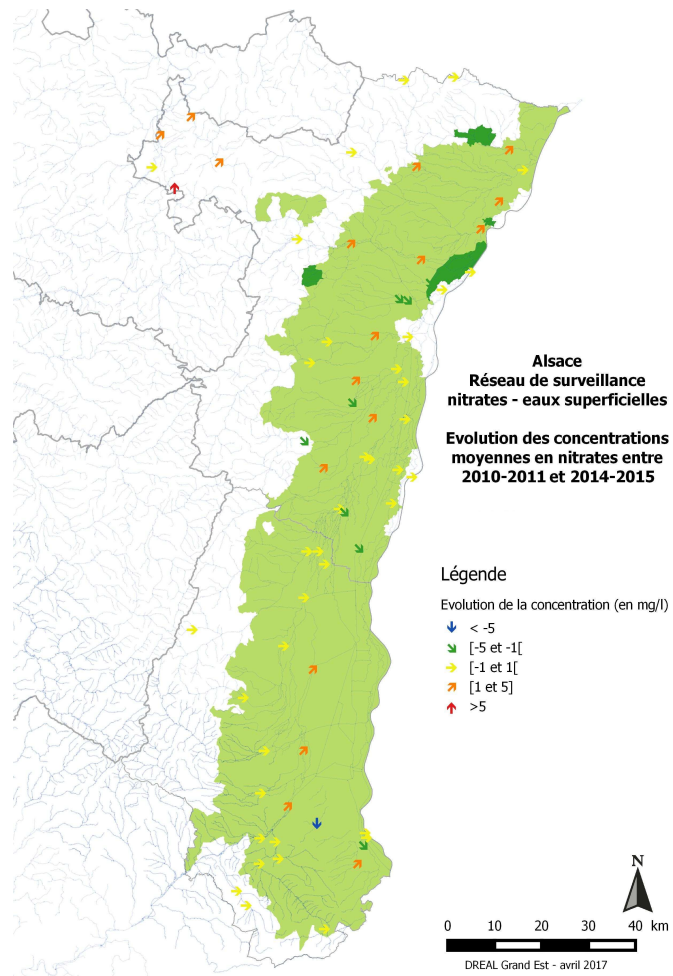 Alsace
Réseau de surveillance
nitrates - eaux superficielles
Evolution des concentrations
moyennes en nitrates entre
2010-2011 et 2014-2015
Légende
Evolution de la concentration (en mg/l)
< -5
[-5 et -1[
[-1 et 1[
[1 et 5]
>5
N
0 10 20 30 40 km
DREAL Grand Est - avril 2017